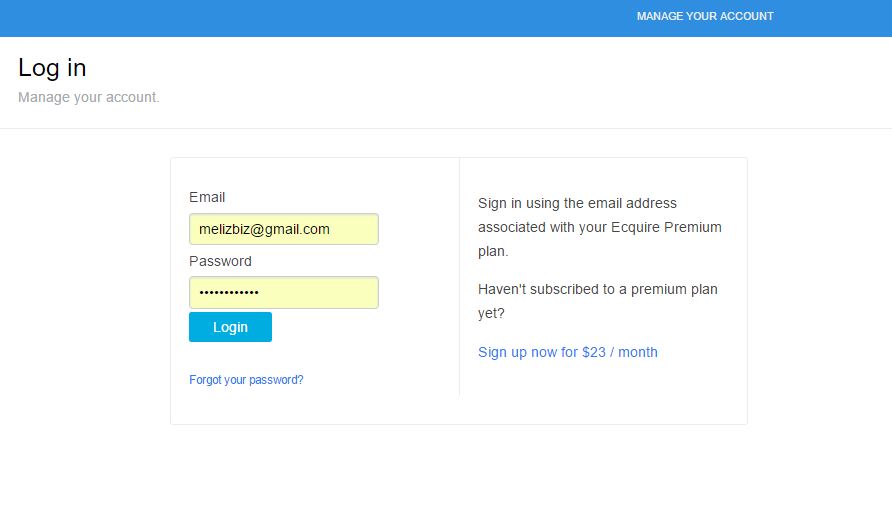 MANAGE YOUR ACCOUNT
Log in
Manage your account.
Email
melizbiz@gmail.com
Password
••••••••••••
Login
Forgot your password?
Sign in using the email address
associated with your Ecquire Premium
plan.
Haven't subscribed to a premium plan
yet?
Sign up now for $23 / month